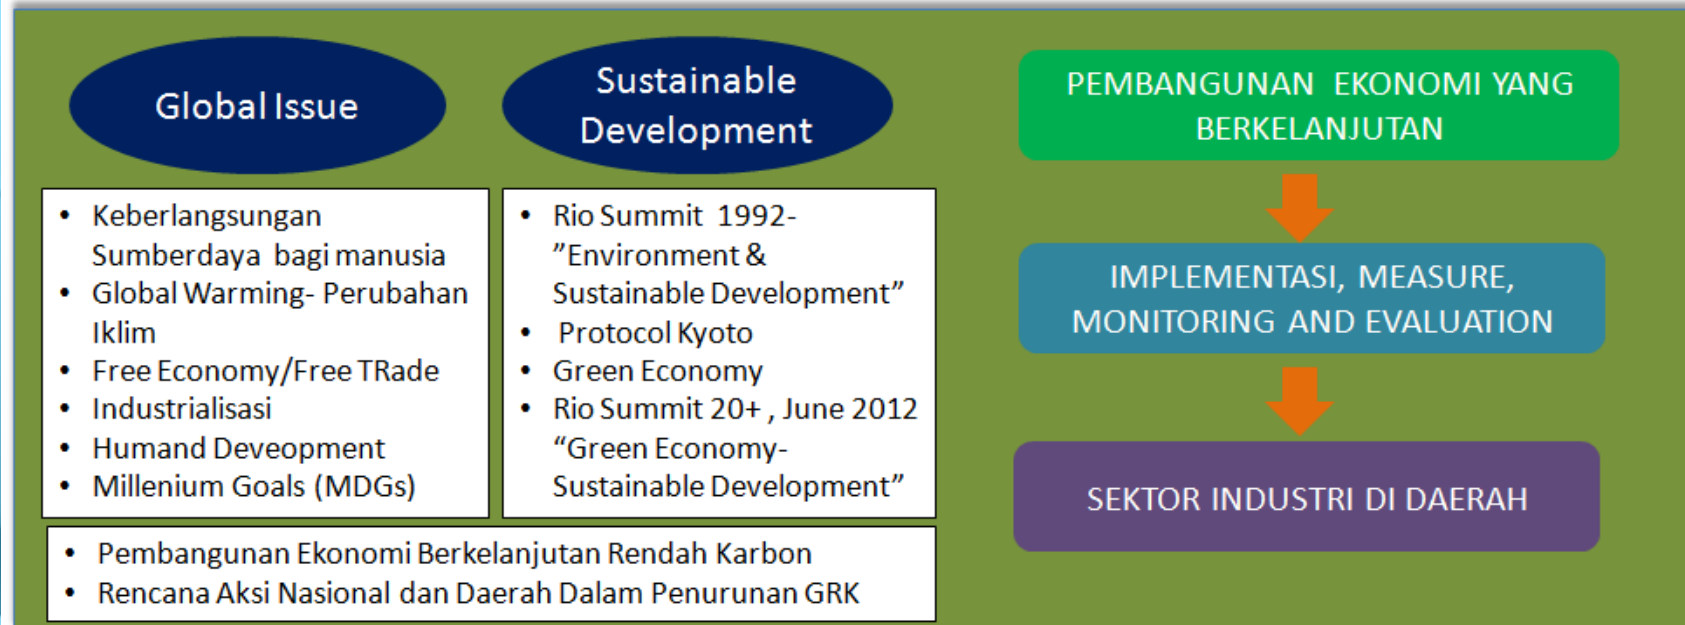 Global Issue
• Keberlangsungan
Sumberdaya bagi manusia
• Global Warming- Perubahan
Iklim
• Free Economy/Free TRade
• Industrialisasi
• Humand Deveopment
• Millenium Goals (MDGs)
Sustainable
Development
• Rio Summit 1992-
”Environment &
Sustainable Development”
• Protocol Kyoto
• Green Economy
• Rio Summit 20+ , June 2012
“Green Economy-
Sustainable Development”
• Pembangunan Ekonomi Berkelanjutan Rendah Karbon
• Rencana Aksi Nasional dan Daerah Dalam Penurunan GRK
PEMBANGUNAN EKONOMI YANG
BERKELANJUTAN
IMPLEMENTASI, MEASURE,
MONITORING AND EVALUATION
SEKTOR INDUSTRI DI DAERAH